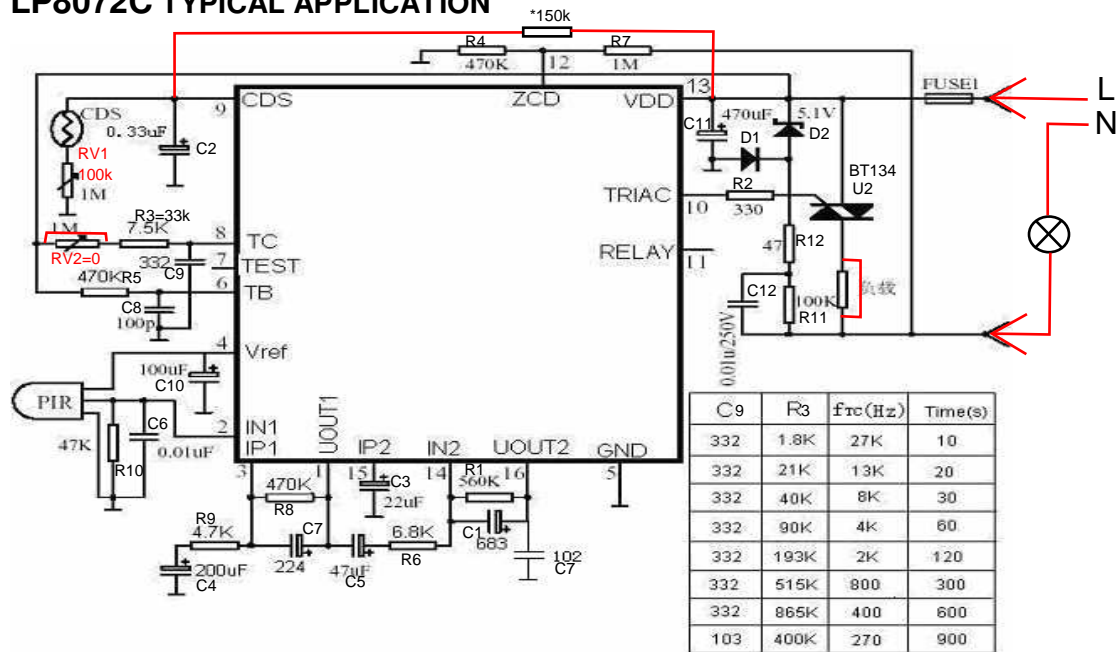 LP8072C TYPICAL APPLICATION
*150k
R4
470K
12
R7
1M
CDS
9
ZCD
VDD
13
FUSE1
L
N
CDS
0.33uF
C2
RV1
100k
1M
C11
470uF
5.1V
D2
D1
BT134
U2
TRIAC
10
R2
330
R3=33k
1M
7.5K
8
TC
RV2=0
332
C9
7
TEST
470K
R5
6
TB
C8
100p
RELAY
11
47
R12
C12
100K
R11
负载
0.01u/250V
4
Vref
100uF
C10
PIR
C6
0.01uF
47K
R10
2
IN1
IP1
3
UOUT1
1
IP2
15
IN2
14
UOUT2
16
GND
5
470K
R8
C3
22uF
R1
560K
C1
683
102
C7
R9
4.7K
C7
224
6.8K
R6
200uF
C4
47uF
C5
C9 R3 fTC(Hz) Time(s)
332 1.8K 27K 10
332 21K 13K 20
332 40K 8K 30
332 90K 4K 60
332 193K 2K 120
332 515K 800 300
332 865K 400 600
103 400K 270 900